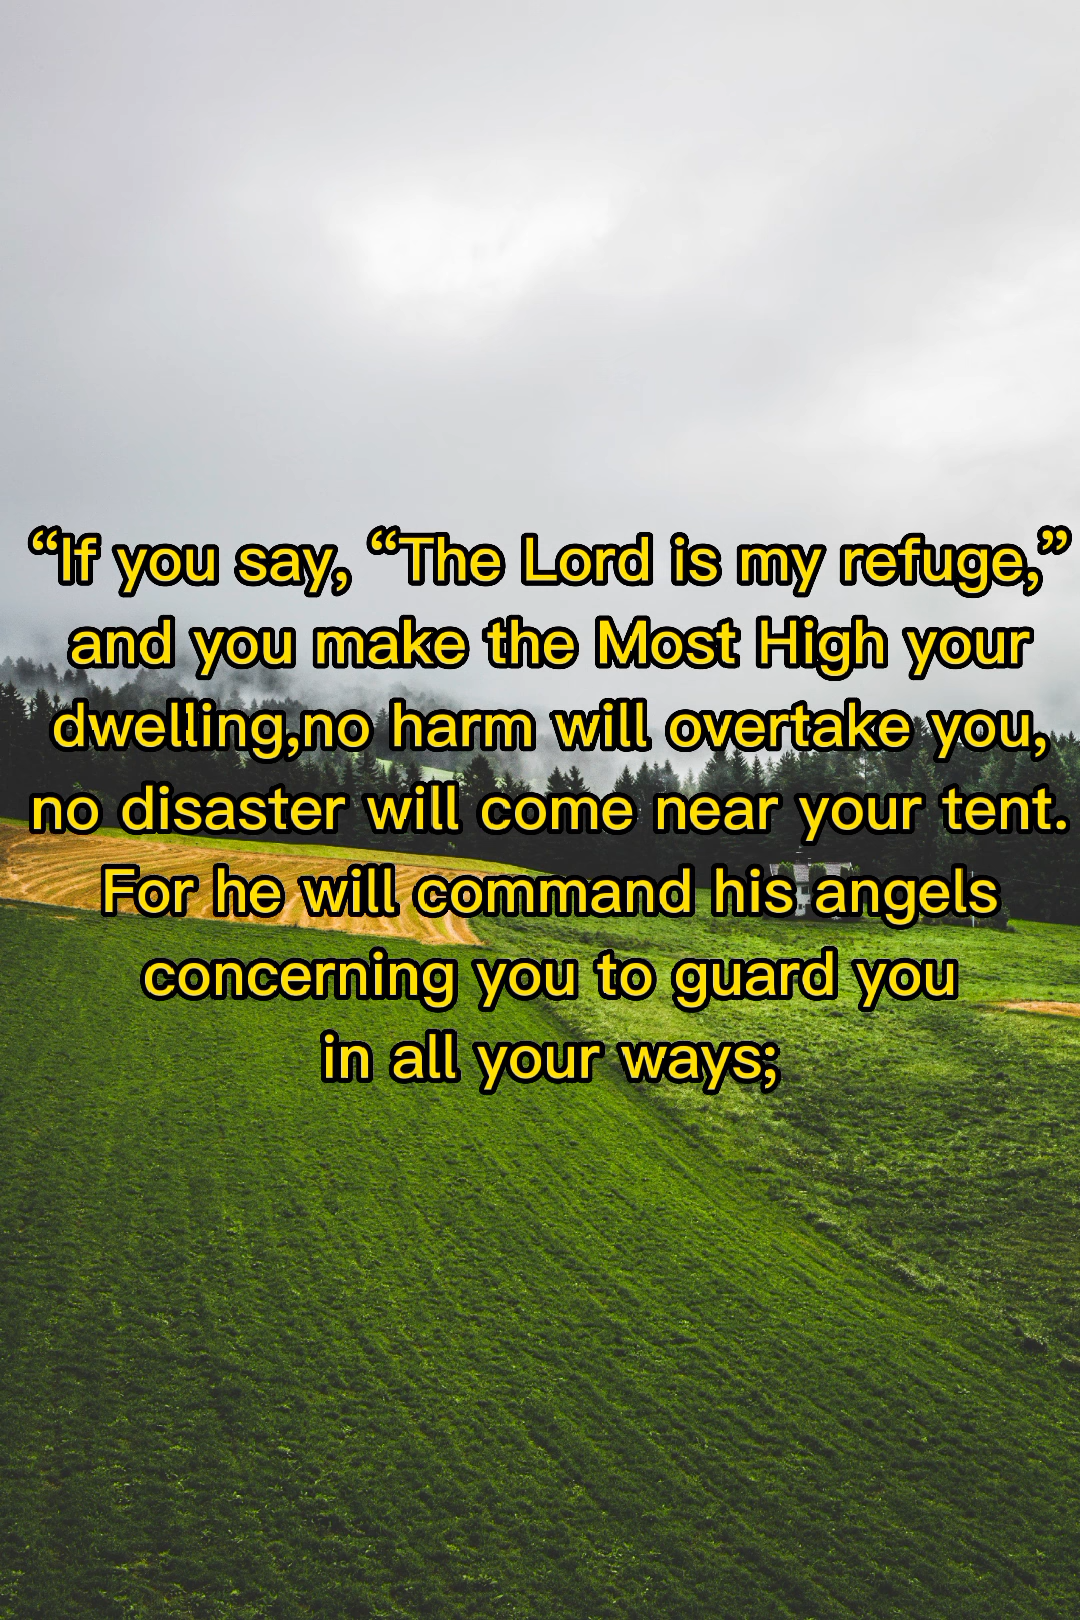 “If you say, “The Lord is my refuge,”
and you make the Most High your
dwelling,no harm will overtake you,
no disaster will come near your tent.
For he will command his angels
concerning you to guard you
in all your ways;